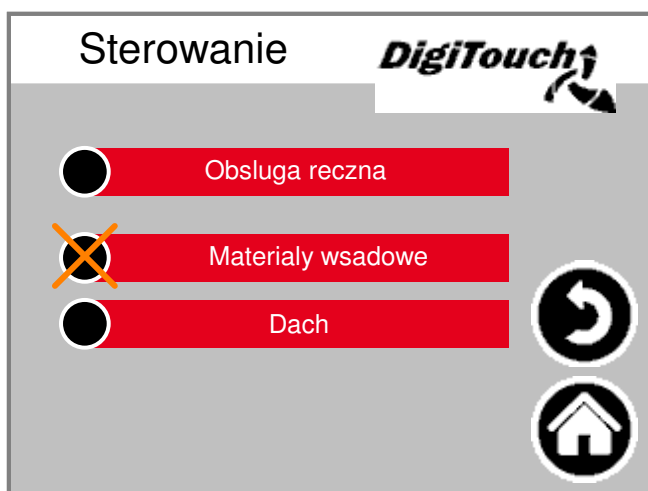 Sterowanie
DigiTouch
Obsluga reczna
Materialy wsadowe
Dach